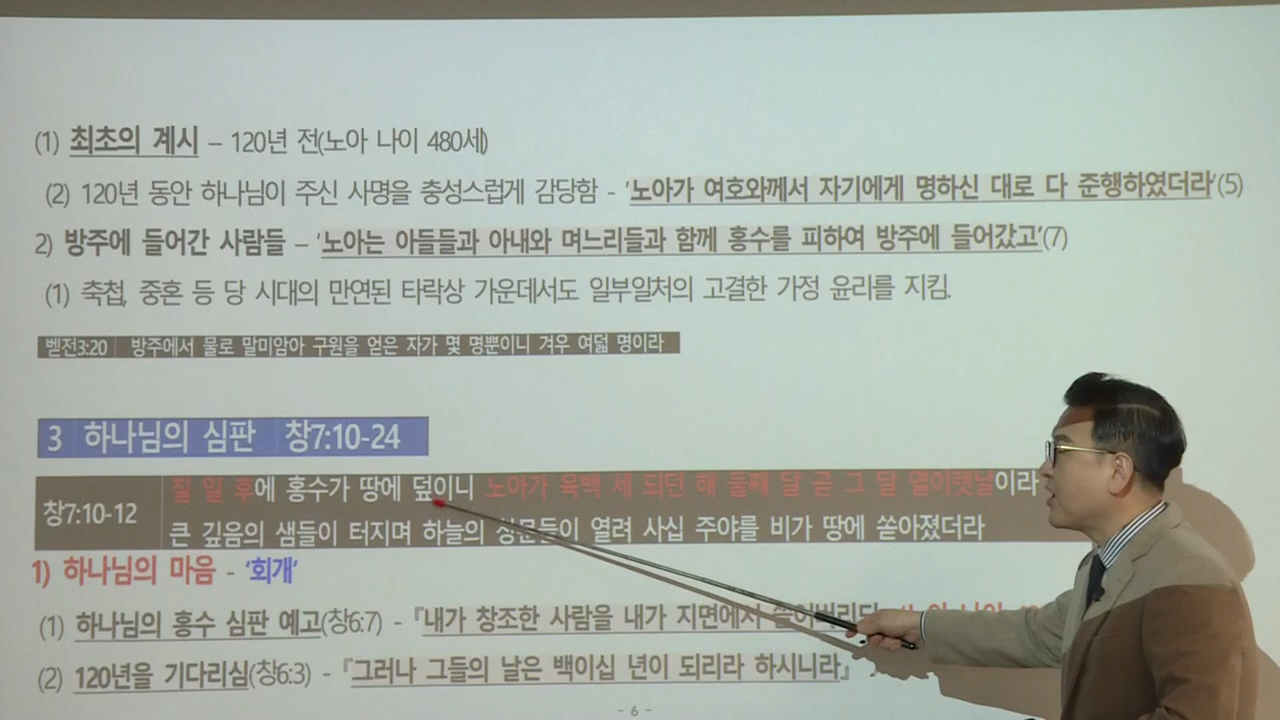 (1) 최초의 계시 – 120년 전(노아 나이 480세)
(2) 120년 동안 하나님이 주신 사명을 충성스럽게 감당함 - '노아가 여호와께서 자기에게 명하신 대로 다 준행하였더라'(5)
2) 방주에 들어간 사람들 – '노아는 아들들과 아내와 며느리들과 함께 홍수를 피하여 방주에 들어갔고'(7)
(1) 축첩, 중혼 등 당 시대의 만연된 타락상 가운데서도 일부일처의 고결한 가정 윤리를 지킴.
벧전3:20 방주에서 물로 말미암아 구원을 얻은 자가 몇 명뿐이니 겨우 여덟 명이라
3 하나님의 심판 창7:10-24
창7:10-12
칠 일 후에 홍수가 땅에 덮이니 노아가 육백 세 되던 해 둘째 달 곧 그 달 열이렛날이라
큰 깊음의 샘들이 터지며 하늘의 창문들이 열려 사십 주야를 비가 땅에 쏟아졌더라
1) 하나님의 마음 - '회개'
(1) 하나님의 홍수 심판 예고(창6:7) - 『내가 창조한 사람을 내가 지면에서
(2) 120년을 기다리심(창6:3) - 『그러나 그들의 날은 백이십 년이 되리라 하시니라』
- 6 -